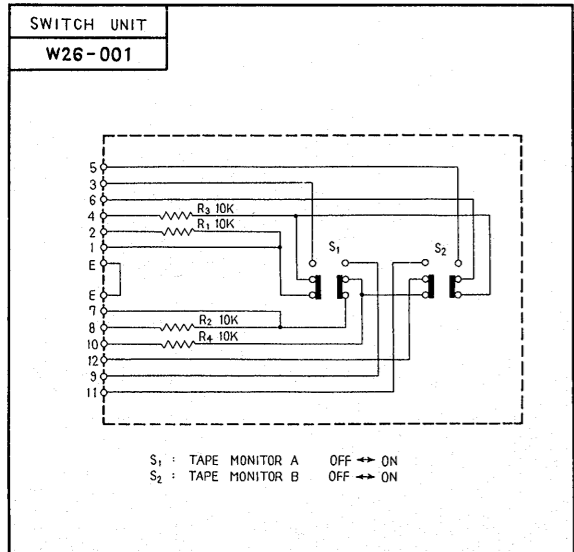 SWITCH UNIT
W26-001
5
3
6
4 R3 10K
2 R1 10K
1
S1 S2
E
E
7
8 R2 10K
10 R4 10K
12
9
11
S1 : TAPE MONITOR A OFF ↔ ON
S2 : TAPE MONITOR B OFF ↔ ON